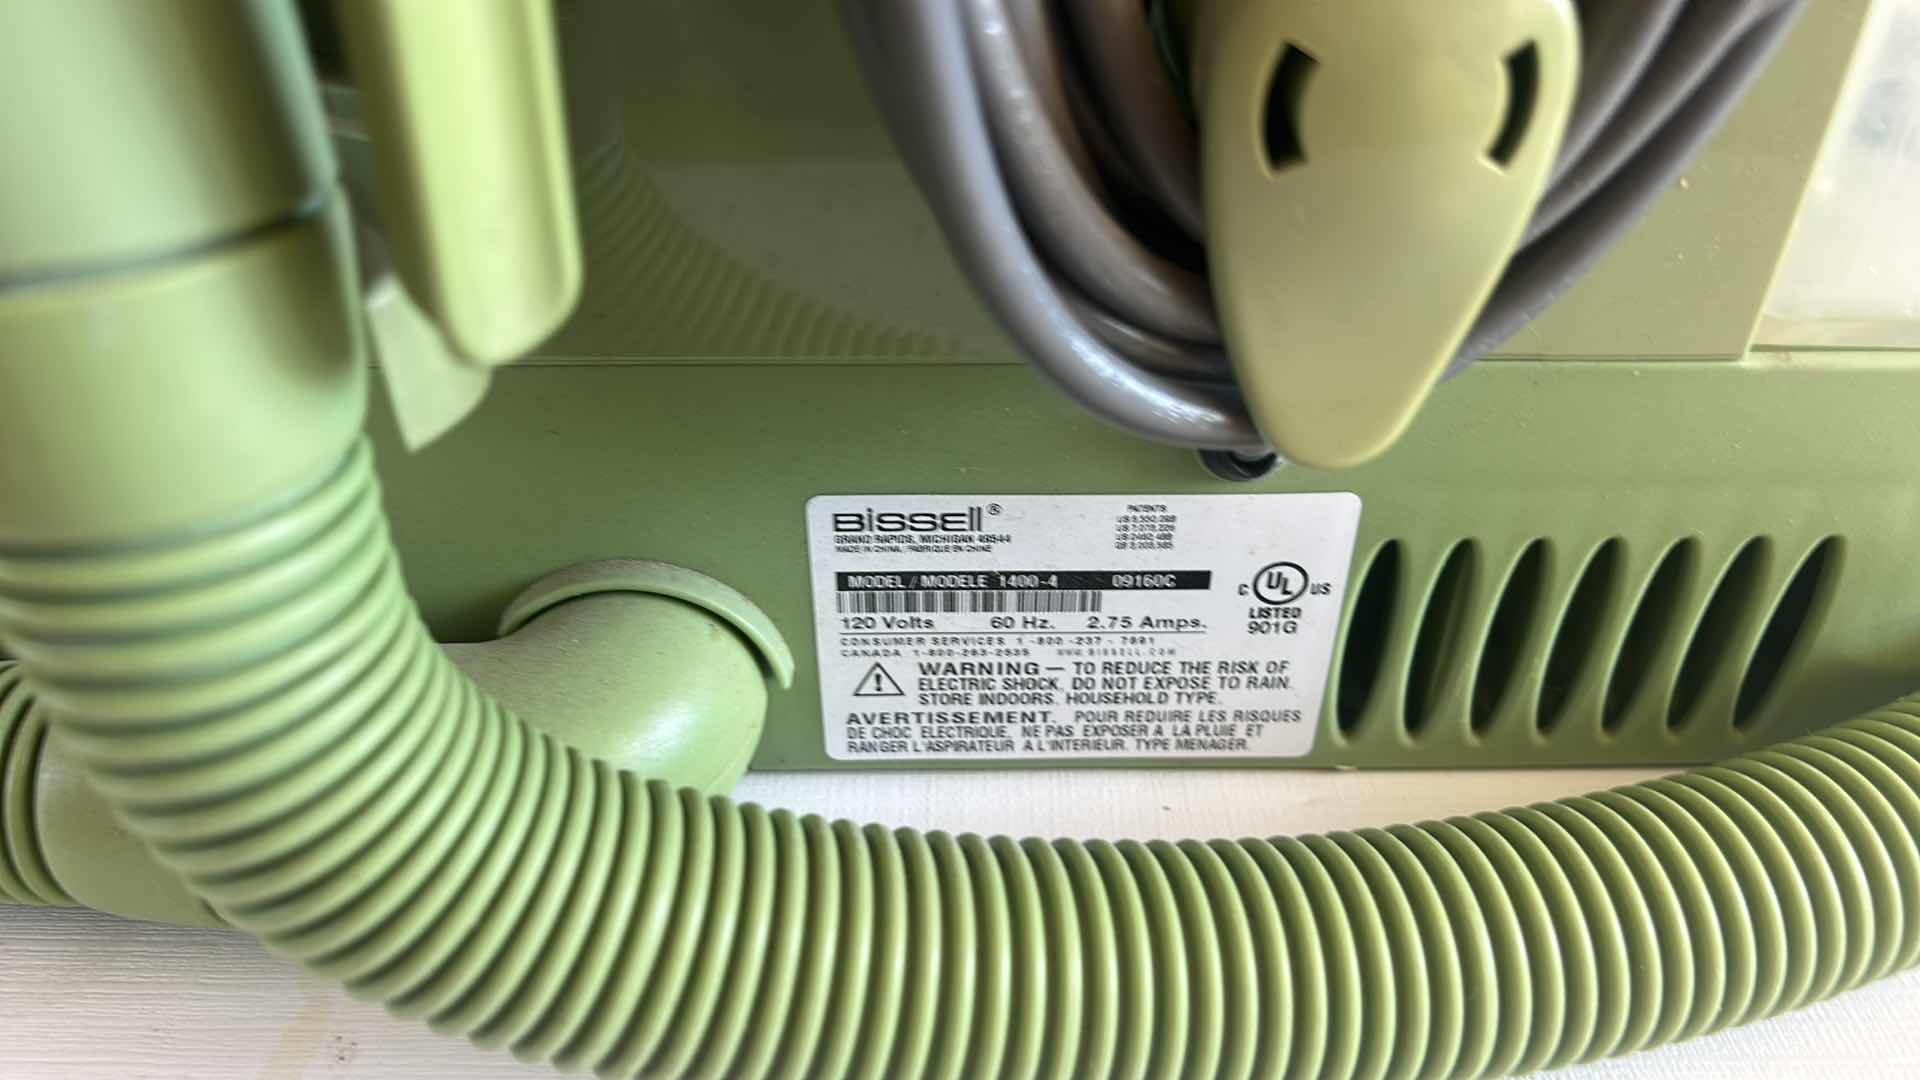 BISSELL®
GRAND RAPIDS, MICHIGAN 49544
MADE IN CHINA / FABRIQUE EN CHINE
PATENTS
MODEL / MODELE 1400-4 09160C
120 Volts 60 Hz. 2.75 Amps.
CONSUMER SERVICES 1-800-237-7691
CANADA 1-800-263-2535 WWW.BISSELL.COM
C UL US
LISTED
901G
WARNING — TO REDUCE THE RISK OF
ELECTRIC SHOCK, DO NOT EXPOSE TO RAIN.
STORE INDOORS. HOUSEHOLD TYPE.
AVERTISSEMENT. POUR REDUIRE LES RISQUES
DE CHOC ELECTRIQUE, NE PAS EXPOSER A LA PLUIE ET
RANGER L'ASPIRATEUR A L'INTERIEUR. TYPE MENAGER.